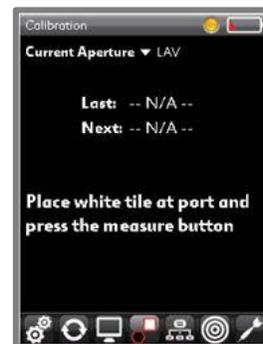 Calibration
Current Aperture ▼ LAV
Last: -- N/A --
Next: -- N/A --
Place white tile at port and
press the measure button